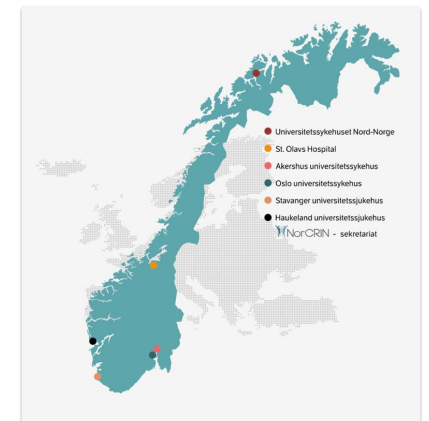 Universitetssykehuset Nord-Norge
St. Olavs Hospital
Akershus universitetssykehus
Oslo universitetssykehus
Stavanger universitetssjukehus
Haukeland universitetssjukehus
NorCRIN - sekretariat